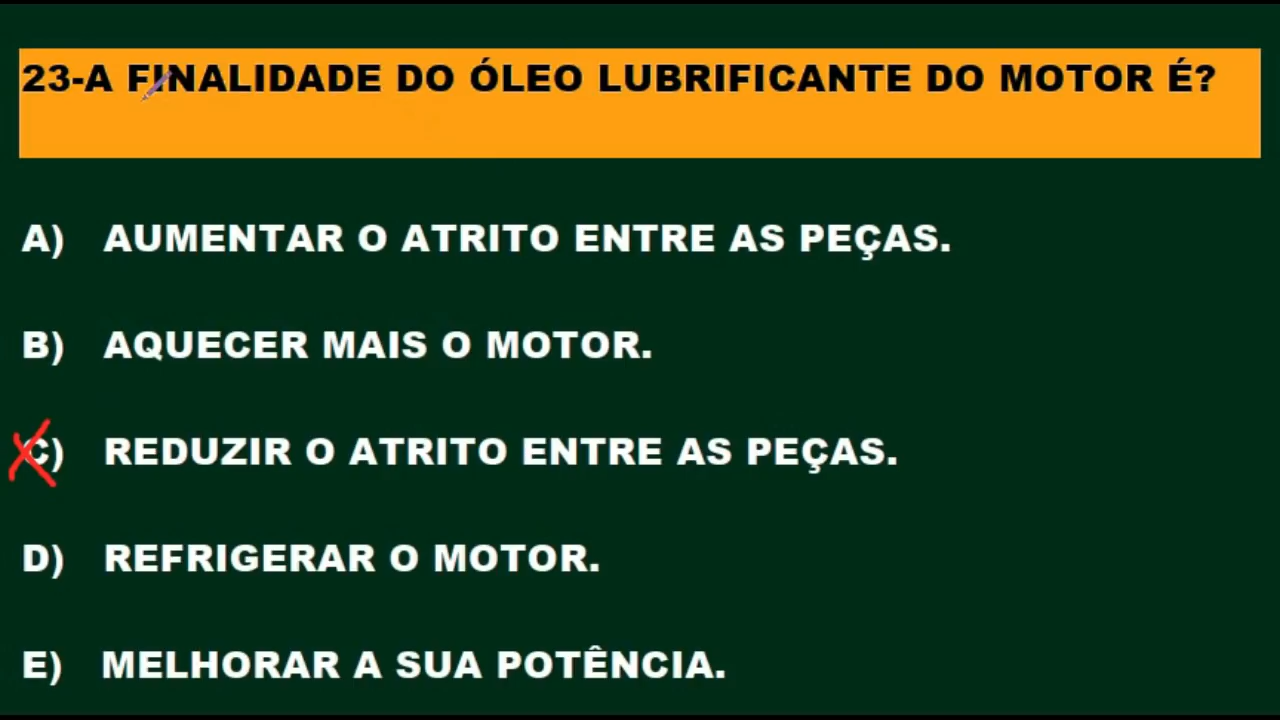 23-A FINALIDADE DO ÓLEO LUBRIFICANTE DO MOTOR É?
A) AUMENTAR O ATRITO ENTRE AS PEÇAS.
B) AQUECER MAIS O MOTOR.
C) REDUZIR O ATRITO ENTRE AS PEÇAS.
D) REFRIGERAR O MOTOR.
E) MELHORAR A SUA POTÊNCIA.